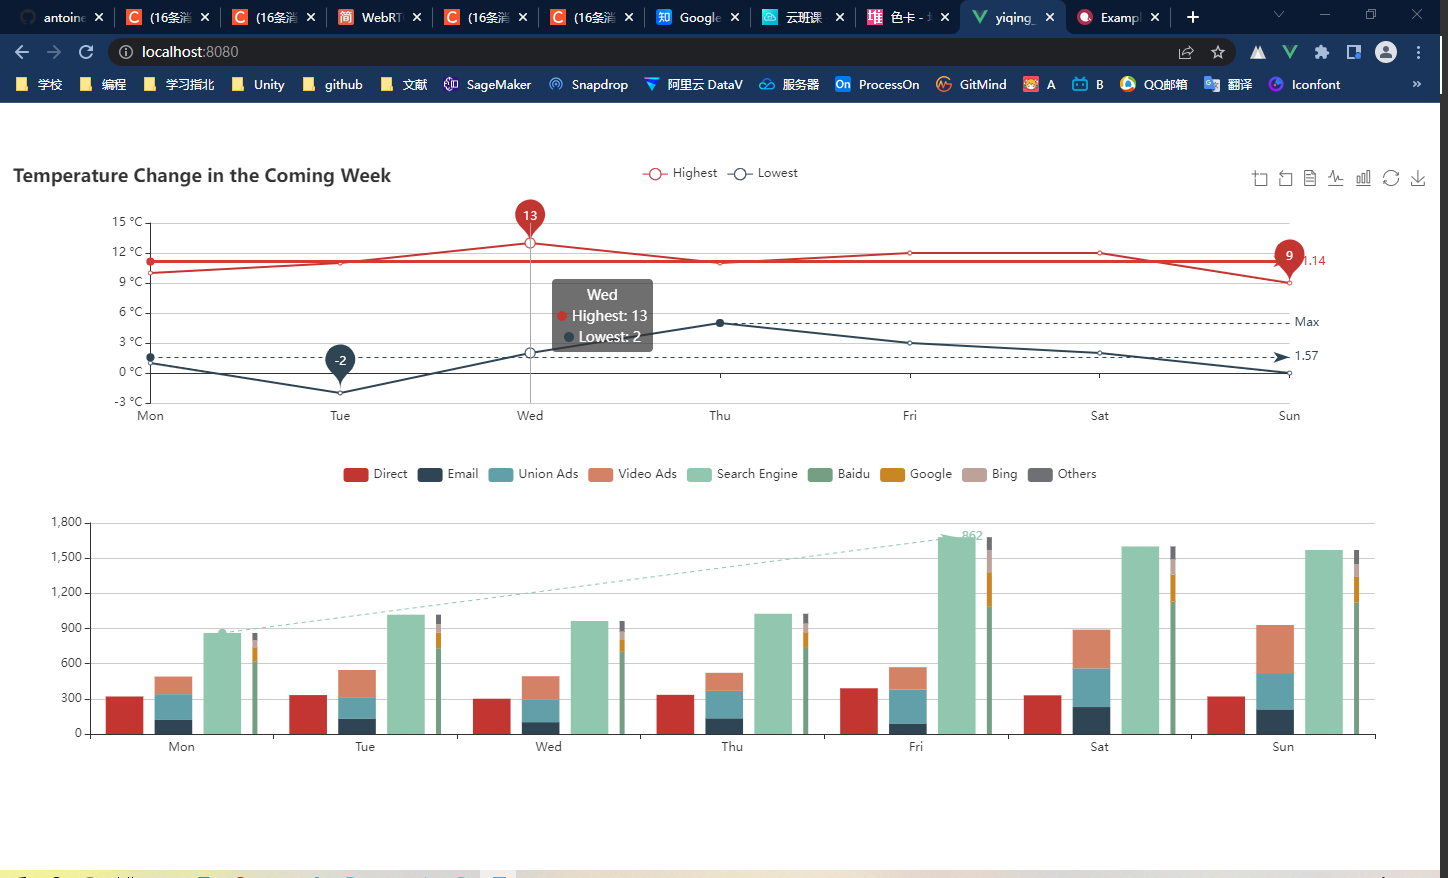 antoine (16条消 (16条消 WebRT (16条消 (16条消 Google 云班课 色卡 - yiqing_ Exampl
localhost:8080
学校 编程 学习指北 Unity github 文献 SageMaker Snapdrop 阿里云 DataV 服务器 ProcessOn GitMind A B QQ邮箱 翻译 Iconfont »
Temperature Change in the Coming Week
Highest Lowest
15 °C
12 °C
9 °C
6 °C
3 °C
0 °C
-3 °C
13
9
1.14
Wed
Highest: 13
Lowest: 2
Max
-2
1.57
Mon Tue Wed Thu Fri Sat Sun
Direct Email Union Ads Video Ads Search Engine Baidu Google Bing Others
1,800
1,500
1,200
900
600
300
0
862
Mon Tue Wed Thu Fri Sat Sun